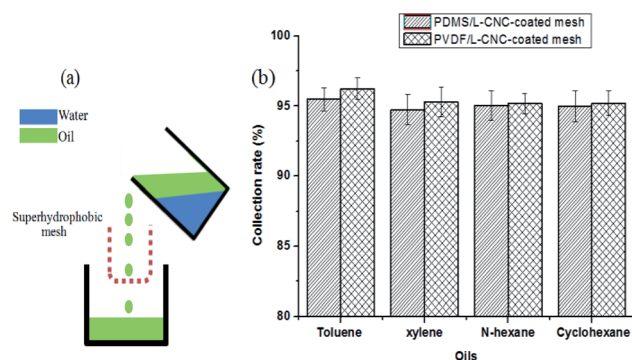 (a)
Water
Oil
Superhydrophobic
mesh
(b)
PDMS/L-CNC-coated mesh
PVDF/L-CNC-coated mesh
Collection rate (%)
100
95
90
85
80
Toluene
xylene
N-hexane
Cyclohexane
Oils